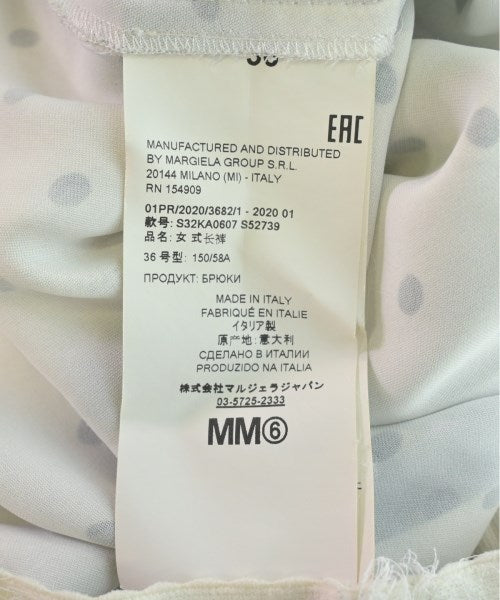 EAC
MANUFACTURED AND DISTRIBUTED
BY MARGIELA GROUP S.R.L.
20144 MILANO (MI) - ITALY
RN 154909
01PR/2020/3682/1 - 2020 01
款号: S32KA0607 S52739
品名: 女 式长裤
36 号型: 150/58A
ПРОДУКТ: БРЮКИ
MADE IN ITALY
FABRIQUÉ EN ITALIE
イタリア製
原产地: 意大利
СДЕЛАНО В ИТАЛИИ
PRODUZIDO NA ITALIA
株式会社マルジェラジャパン
03-5725-2333
MM⑥